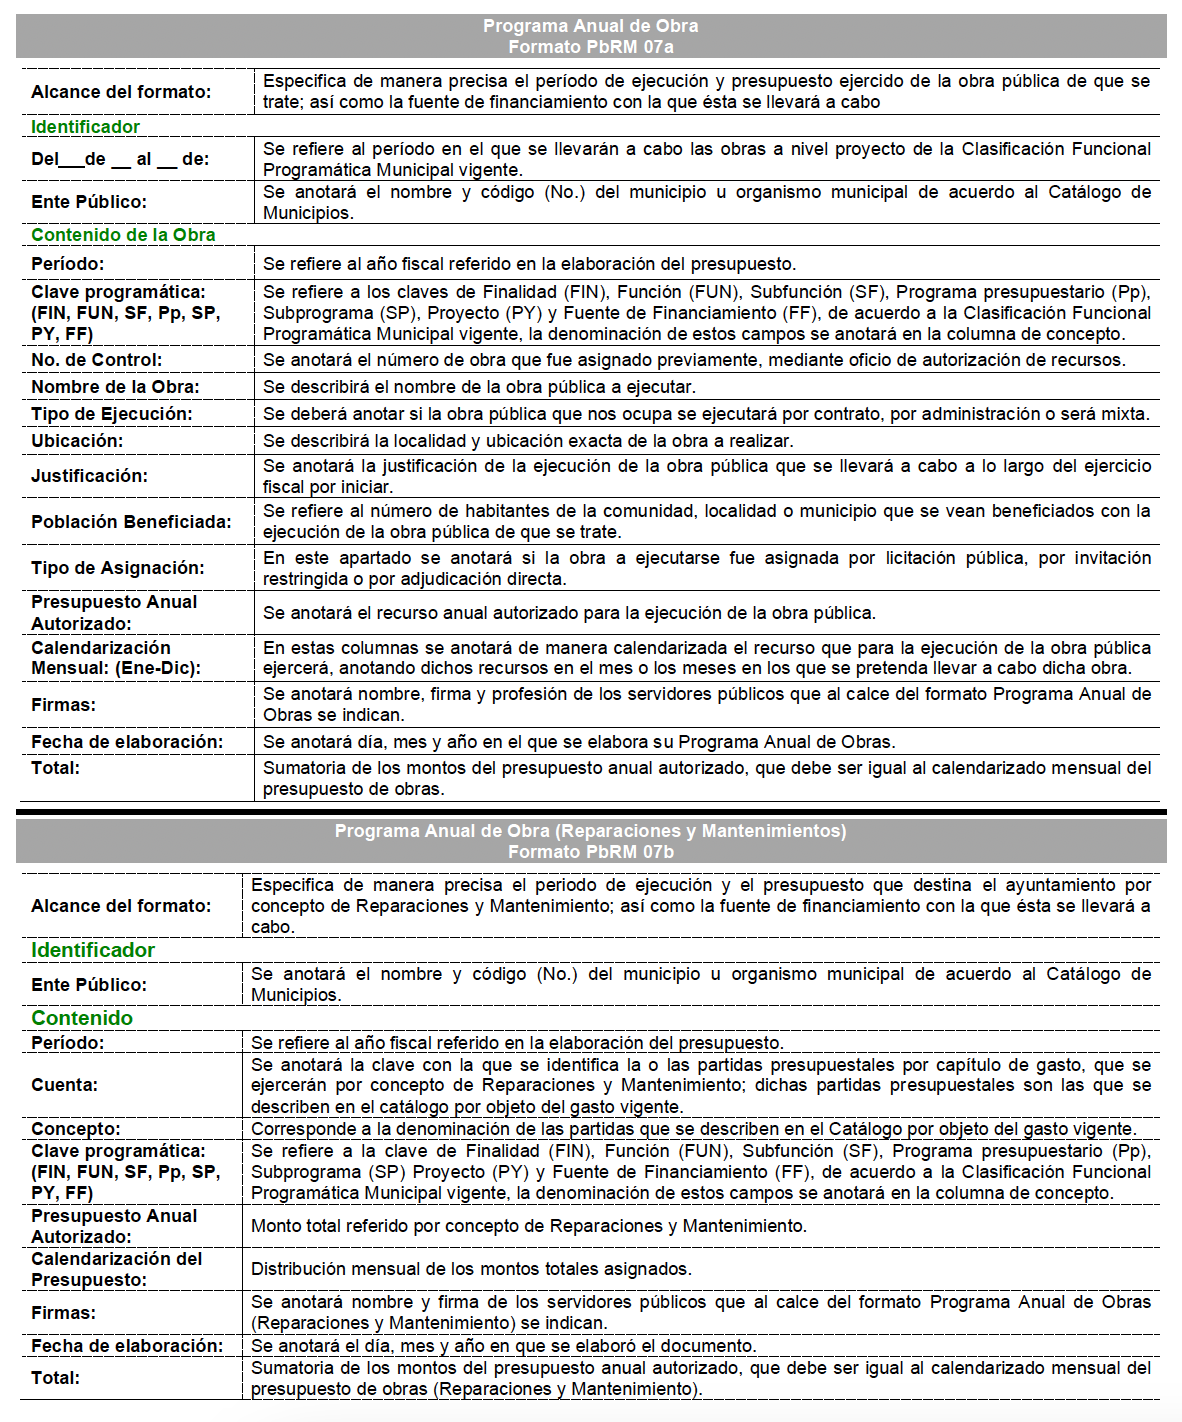 Programa Anual de Obra
Formato PbRM 07a
Alcance del formato:
Especifica de manera precisa el período de ejecución y presupuesto ejercido de la obra pública de que se
trate; así como la fuente de financiamiento con la que ésta se llevará a cabo
Identificador
Del___de __ al __ de:
Se refiere al período en el que se llevarán a cabo las obras a nivel proyecto de la Clasificación Funcional
Programática Municipal vigente.
Ente Público:
Se anotará el nombre y código (No.) del municipio u organismo municipal de acuerdo al Catálogo de
Municipios.
Contenido de la Obra
Período:
Se refiere al año fiscal referido en la elaboración del presupuesto.
Clave programática:
(FIN, FUN, SF, Pp, SP,
PY, FF)
Se refiere a los claves de Finalidad (FIN), Función (FUN), Subfunción (SF), Programa presupuestario (Pp),
Subprograma (SP), Proyecto (PY) y Fuente de Financiamiento (FF), de acuerdo a la Clasificación Funcional
Programática Municipal vigente, la denominación de estos campos se anotará en la columna de concepto.
No. de Control:
Se anotará el número de obra que fue asignado previamente, mediante oficio de autorización de recursos.
Nombre de la Obra:
Se describirá el nombre de la obra pública a ejecutar.
Tipo de Ejecución:
Se deberá anotar si la obra pública que nos ocupa se ejecutará por contrato, por administración o será mixta.
Ubicación:
Se describirá la localidad y ubicación exacta de la obra a realizar.
Justificación:
Se anotará la justificación de la ejecución de la obra pública que se llevará a cabo a lo largo del ejercicio
fiscal por iniciar.
Población Beneficiada:
Se refiere al número de habitantes de la comunidad, localidad o municipio que se vean beneficiados con la
ejecución de la obra pública de que se trate.
Tipo de Asignación:
En este apartado se anotará si la obra a ejecutarse fue asignada por licitación pública, por invitación
restringida o por adjudicación directa.
Presupuesto Anual
Autorizado:
Se anotará el recurso anual autorizado para la ejecución de la obra pública.
Calendarización
Mensual: (Ene-Dic):
En estas columnas se anotará de manera calendarizada el recurso que para la ejecución de la obra pública
ejercerá, anotando dichos recursos en el mes o los meses en los que se pretenda llevar a cabo dicha obra.
Firmas:
Se anotará nombre, firma y profesión de los servidores públicos que al calce del formato Programa Anual de
Obras se indican.
Fecha de elaboración:
Se anotará día, mes y año en el que se elabora su Programa Anual de Obras.
Total:
Sumatoria de los montos del presupuesto anual autorizado, que debe ser igual al calendarizado mensual del
presupuesto de obras.
Programa Anual de Obra (Reparaciones y Mantenimientos)
Formato PbRM 07b
Alcance del formato:
Especifica de manera precisa el periodo de ejecución y el presupuesto que destina el ayuntamiento por
concepto de Reparaciones y Mantenimiento; así como la fuente de financiamiento con la que ésta se llevará a
cabo.
Identificador
Ente Público:
Se anotará el nombre y código (No.) del municipio u organismo municipal de acuerdo al Catálogo de
Municipios.
Contenido
Período:
Se refiere al año fiscal referido en la elaboración del presupuesto.
Cuenta:
Se anotará la clave con la que se identifica la o las partidas presupuestales por capítulo de gasto, que se
ejercerán por concepto de Reparaciones y Mantenimiento; dichas partidas presupuestales son las que se
describen en el catálogo por objeto del gasto vigente.
Concepto:
Corresponde a la denominación de las partidas que se describen en el Catálogo por objeto del gasto vigente.
Clave programática:
(FIN, FUN, SF, Pp, SP,
PY, FF)
Se refiere a la clave de Finalidad (FIN), Función (FUN), Subfunción (SF), Programa presupuestario (Pp),
Subprograma (SP) Proyecto (PY) y Fuente de Financiamiento (FF), de acuerdo a la Clasificación Funcional
Programática Municipal vigente, la denominación de estos campos se anotará en la columna de concepto.
Presupuesto Anual
Autorizado:
Monto total referido por concepto de Reparaciones y Mantenimiento.
Calendarización del
Presupuesto:
Distribución mensual de los montos totales asignados.
Firmas:
Se anotará nombre y firma de los servidores públicos que al calce del formato Programa Anual de Obras
(Reparaciones y Mantenimiento) se indican.
Fecha de elaboración:
Se anotará el día, mes y año en que se elaboró el documento.
Total:
Sumatoria de los montos del presupuesto anual autorizado, que debe ser igual al calendarizado mensual del
presupuesto de obras (Reparaciones y Mantenimiento).